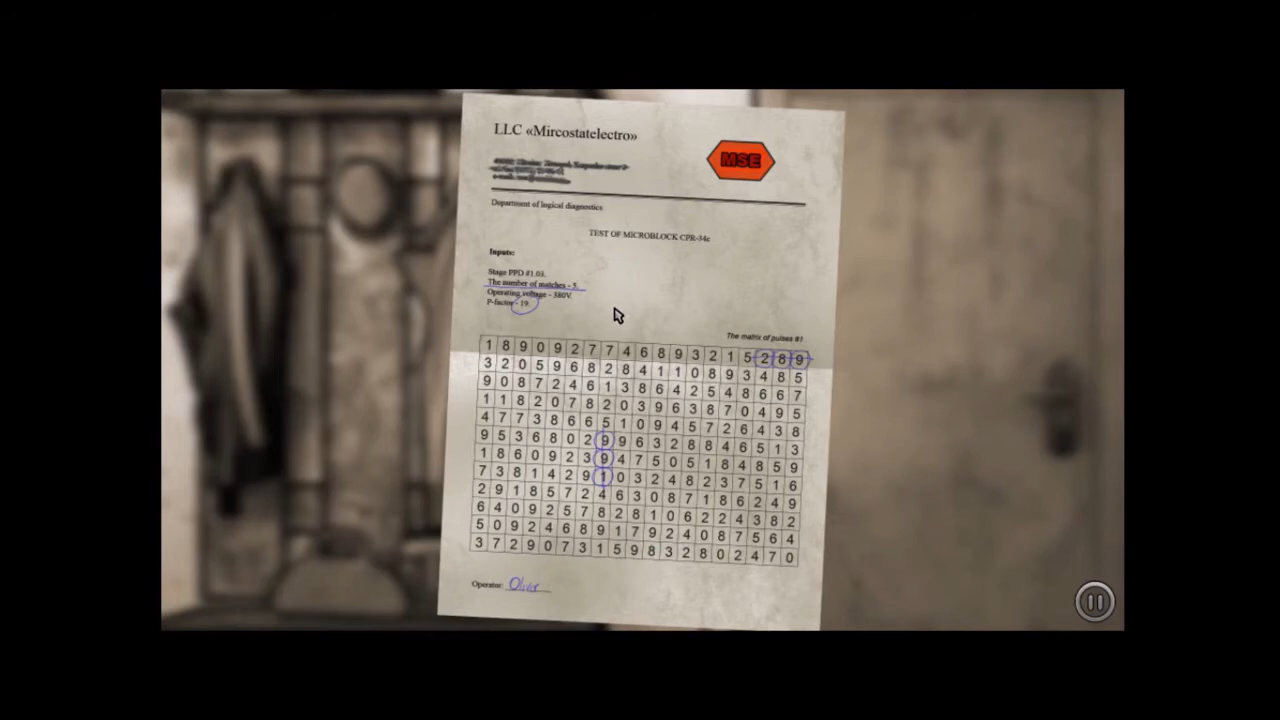 LLC «Mircostatelectro»
MSE
Department of logical diagnostics
TEST OF MICROBLOCK CPR-34c
Inputs:
Stage PPD #1.03.
The number of matches - 5.
Operating voltage - 380V.
P-factor - 19.
The matrix of pulses #1
1 8 9 0 9 2 7 7 4 6 8 9 3 2 1 5 2 8 9
3 2 0 5 9 6 8 2 8 4 1 1 0 8 9 3 4 8 5
9 0 8 7 2 4 6 1 3 8 6 4 2 5 4 8 6 6 7
1 1 8 2 0 7 8 2 0 3 9 6 3 8 7 0 4 9 5
4 7 7 3 8 6 6 5 1 0 9 4 5 7 2 6 4 3 8
9 5 3 6 8 0 2 9 9 6 3 2 8 8 4 6 5 1 3
1 8 6 0 9 2 3 9 4 7 5 0 5 1 8 4 8 5 9
7 3 8 1 4 2 9 1 0 3 2 4 8 2 3 7 5 1 6
2 9 1 8 5 7 2 4 6 3 0 8 7 1 8 6 2 4 9
6 4 0 9 2 5 7 8 2 8 1 0 6 2 2 4 3 8 2
5 0 9 2 4 6 8 9 1 7 9 2 4 0 8 7 5 6 4
3 7 2 9 0 7 3 1 5 9 8 3 2 8 0 2 4 7 0
Operator: Oliver